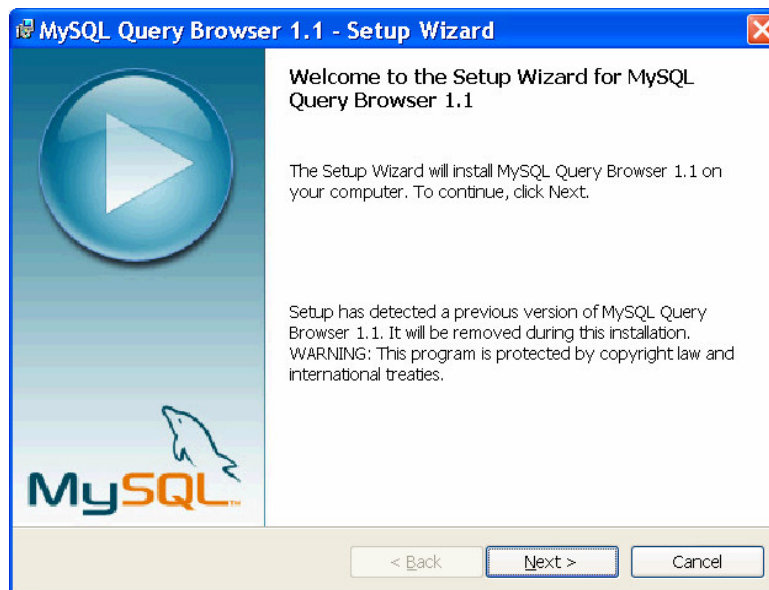 MySQL Query Browser 1.1 - Setup Wizard
Welcome to the Setup Wizard for MySQL
Query Browser 1.1
The Setup Wizard will install MySQL Query Browser 1.1 on
your computer. To continue, click Next.
Setup has detected a previous version of MySQL Query
Browser 1.1. It will be removed during this installation.
WARNING: This program is protected by copyright law and
international treaties.
MySQL™
< Back
Next >
Cancel